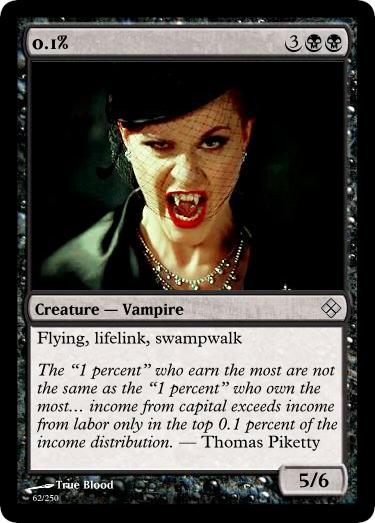 0.1%
3
Creature — Vampire
Flying, lifelink, swampwalk
The “1 percent” who earn the most are not
the same as the “1 percent” who own the
most… income from capital exceeds income
from labor only in the top 0.1 percent of the
income distribution. — Thomas Piketty
True Blood
62/250
5/6